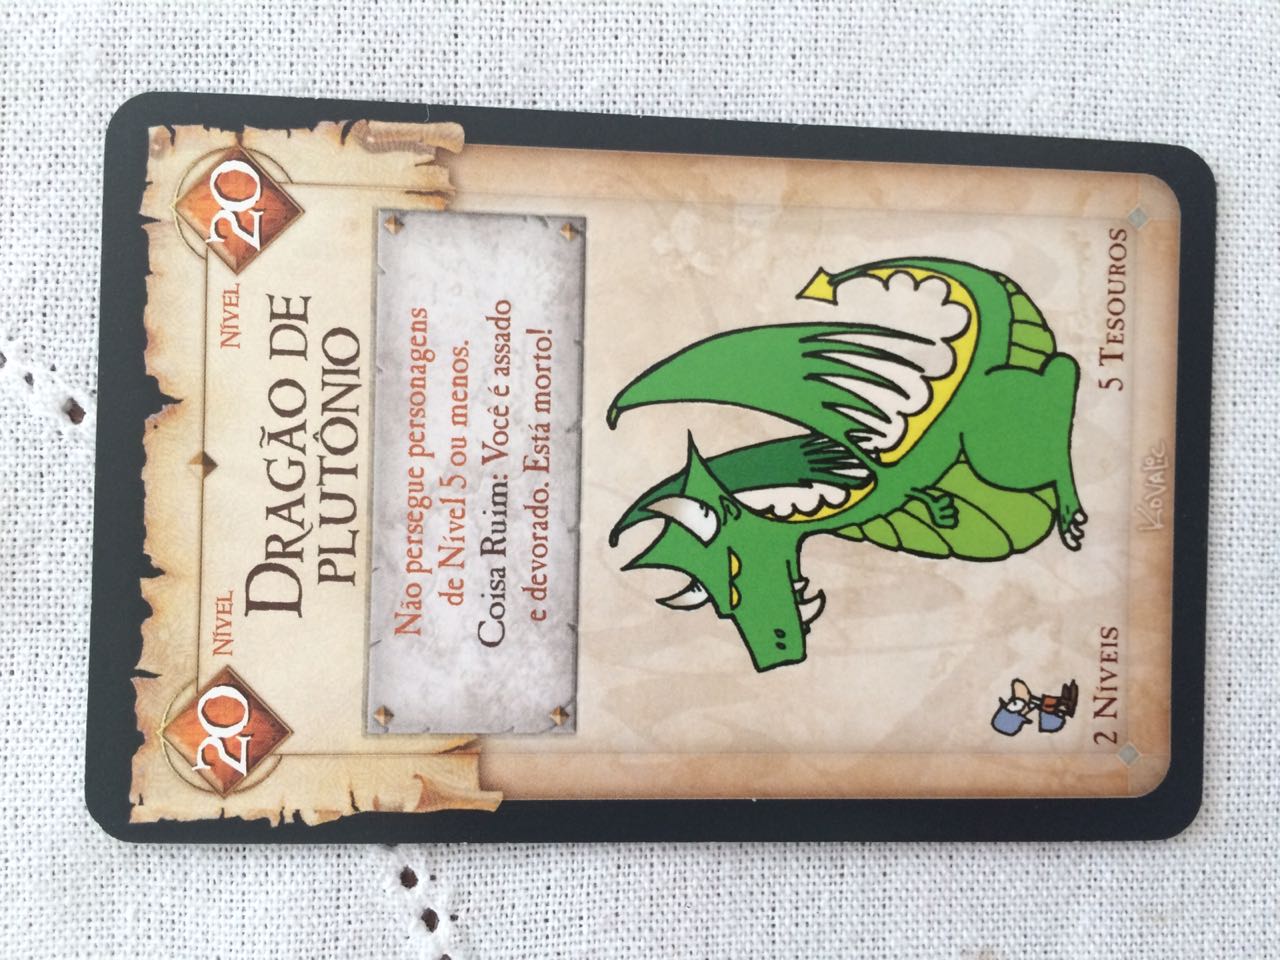 20 NÍVEL NÍVEL 20
DRAGÃO DE
PLUTÔNIO
Não persegue personagens
de Nível 5 ou menos.
Coisa Ruim: Você é assado
e devorado. Está morto!
2 NÍVEIS 5 TESOUROS
KOVALIC